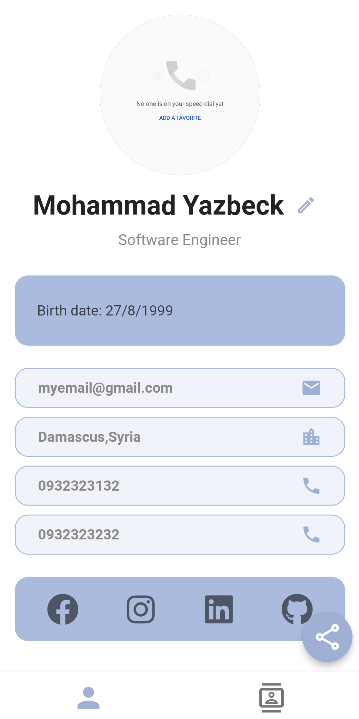 No one is on your speed dial yet
ADD A FAVORITE
Mohammad Yazbeck
Software Engineer
Birth date: 27/8/1999
myemail@gmail.com
Damascus,Syria
0932323132
0932323232